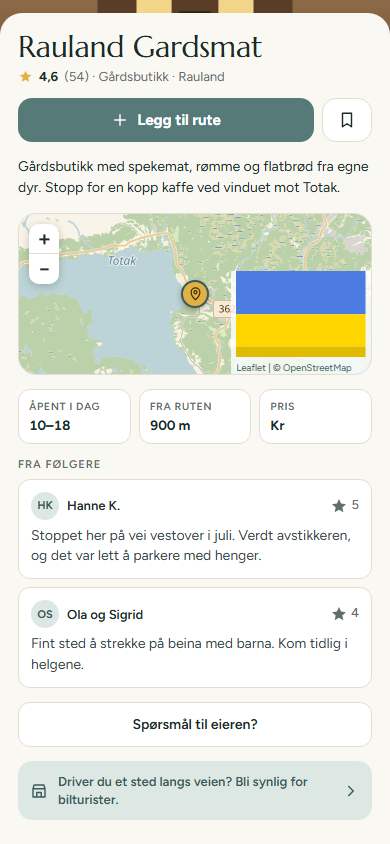 Rauland Gardsmat
4,6 (54) · Gårdsbutikk · Rauland
Legg til rute
Gårdsbutikk med spekemat, rømme og flatbrød fra egne
dyr. Stopp for en kopp kaffe ved vinduet mot Totak.
+
−
Totak
36
Leaflet | © OpenStreetMap
ÅPENT I DAG
10–18
FRA RUTEN
900 m
PRIS
Kr
FRA FØLGERE
HK Hanne K. 5
Stoppet her på vei vestover i juli. Verdt avstikkeren,
og det var lett å parkere med henger.
OS Ola og Sigrid 4
Fint sted å strekke på beina med barna. Kom tidlig i
helgene.
Spørsmål til eieren?
Driver du et sted langs veien? Bli synlig for
bilturister.